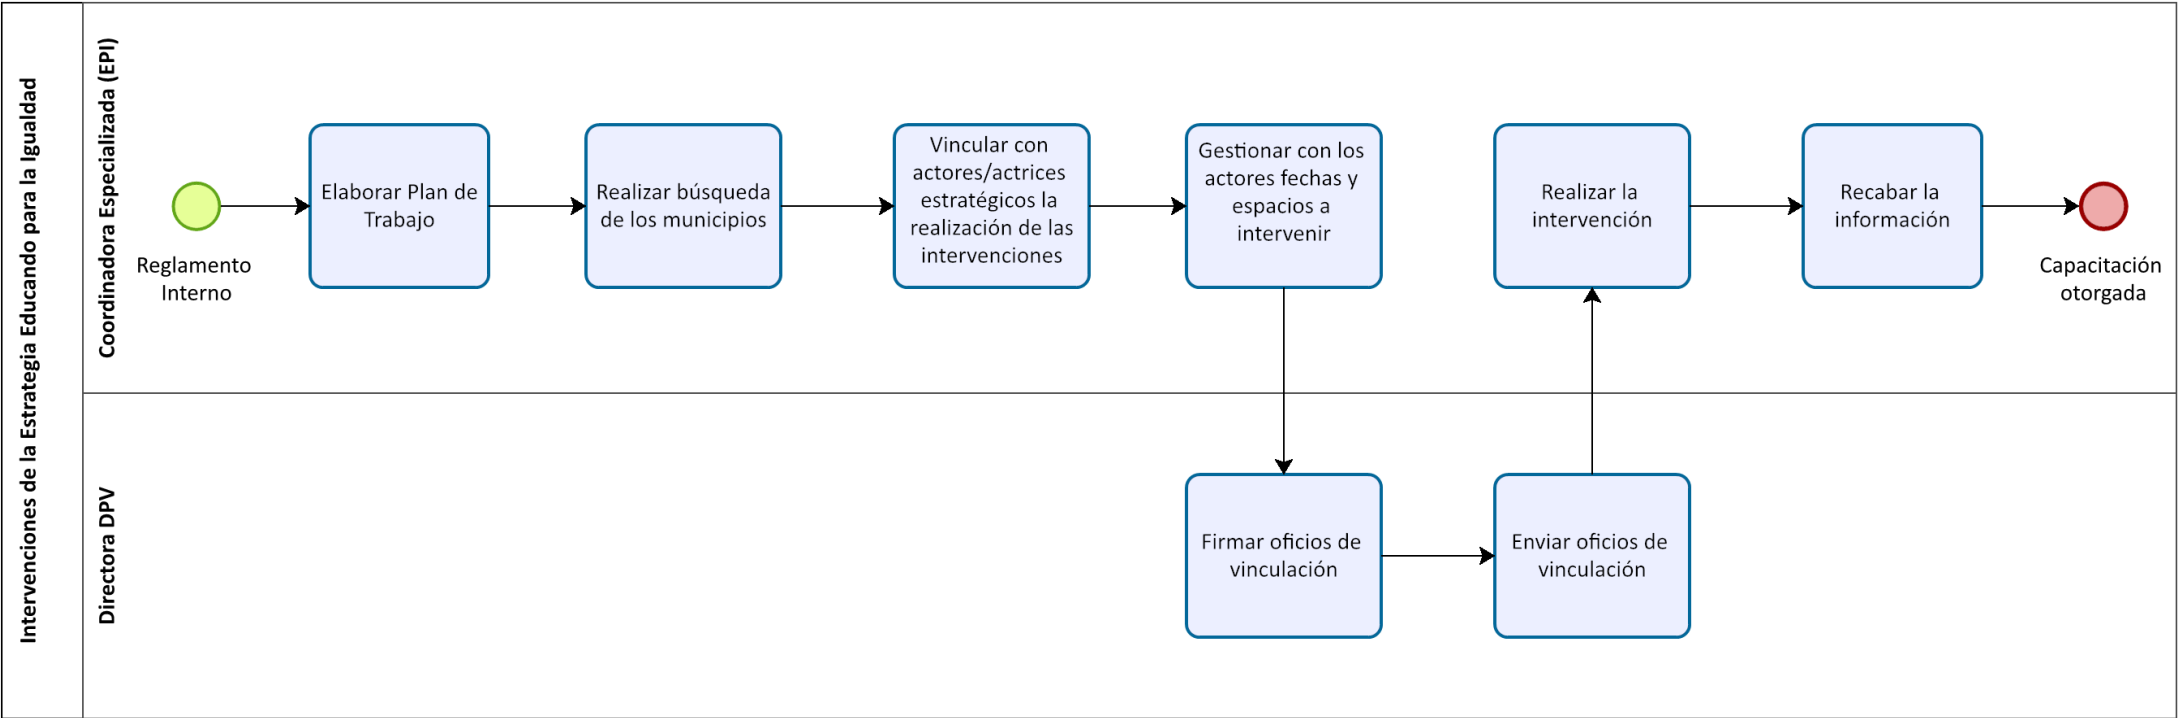 Intervenciones de la Estrategia Educando para la Igualdad
Coordinadora Especializada (EPI)
Reglamento
Interno
Elaborar Plan de
Trabajo
Realizar búsqueda
de los municipios
Vincular con
actores/actrices
estratégicos la
realización de las
intervenciones
Gestionar con los
actores fechas y
espacios a
intervenir
Realizar la
intervención
Recabar la
información
Capacitación
otorgada
Directora DPV
Firmar oficios de
vinculación
Enviar oficios de
vinculación